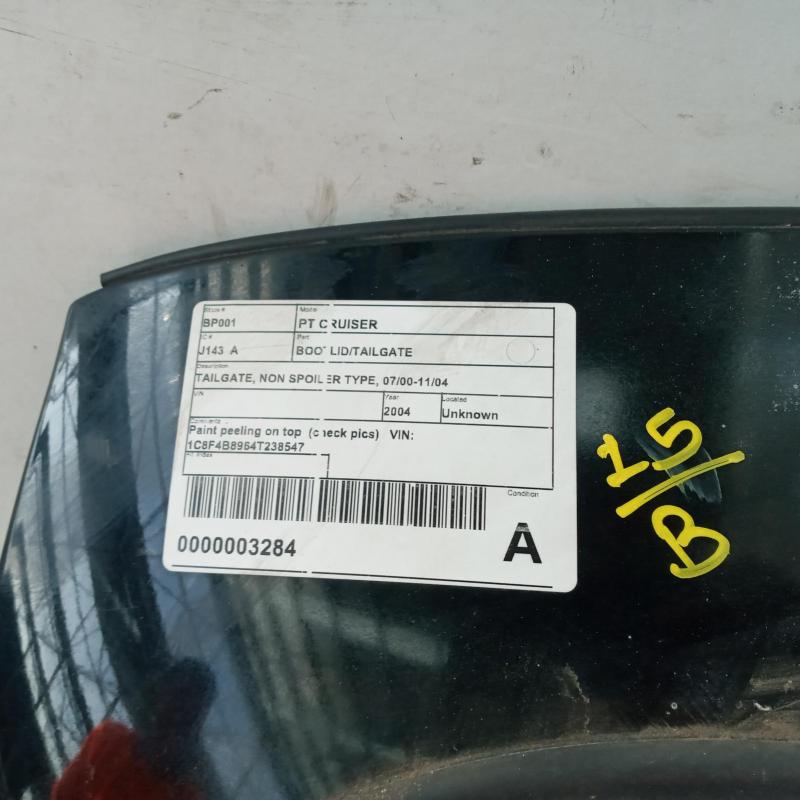 Stock # Model
BP001 PT CRUISER
IC # Part
J143 A BOOT LID/TAILGATE
Description
TAILGATE, NON SPOILER TYPE, 07/00-11/04
VIN Year Located
2004 Unknown
Comments
Paint peeling on top (check pics) VIN:
1C8F4B8964T238547
Condition
0000003284 A
15
B